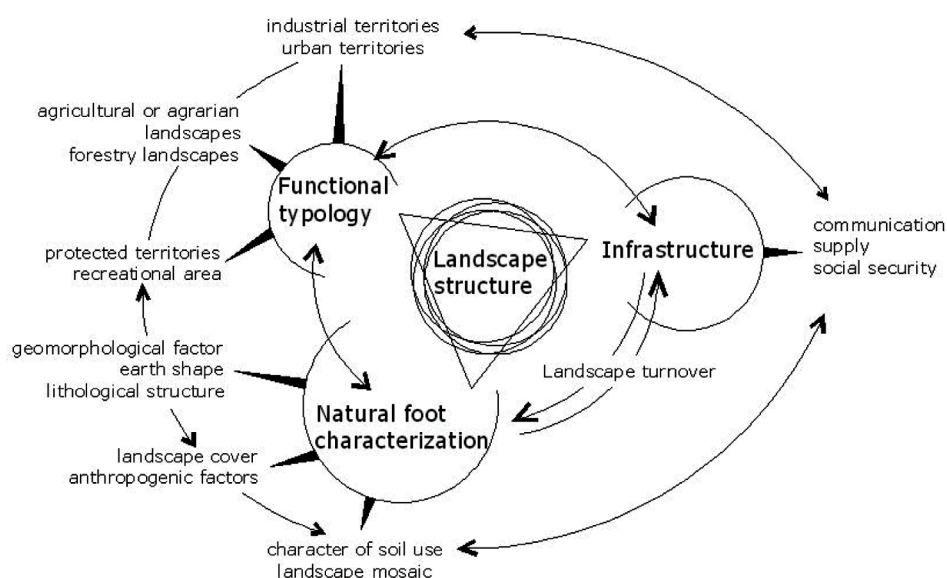 industrial territories
urban territories
agricultural or agrarian
landscapes
forestry landscapes
Functional
typology
communication
supply
social security
Infrastructure
Landscape
structure
protected territories
recreational area
geomorphological factor
earth shape
lithological structure
Landscape turnover
Natural foot
characterization
landscape cover
anthropogenic factors
character of soil use
landscape mosaic